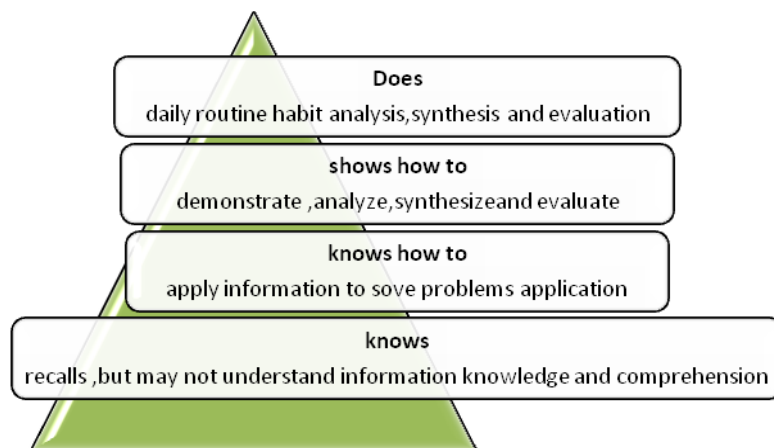 Does
daily routine habit analysis,synthesis and evaluation
shows how to
demonstrate ,analyze,synthesizeand evaluate
knows how to
apply information to sove problems application
knows
recalls ,but may not understand information knowledge and comprehension